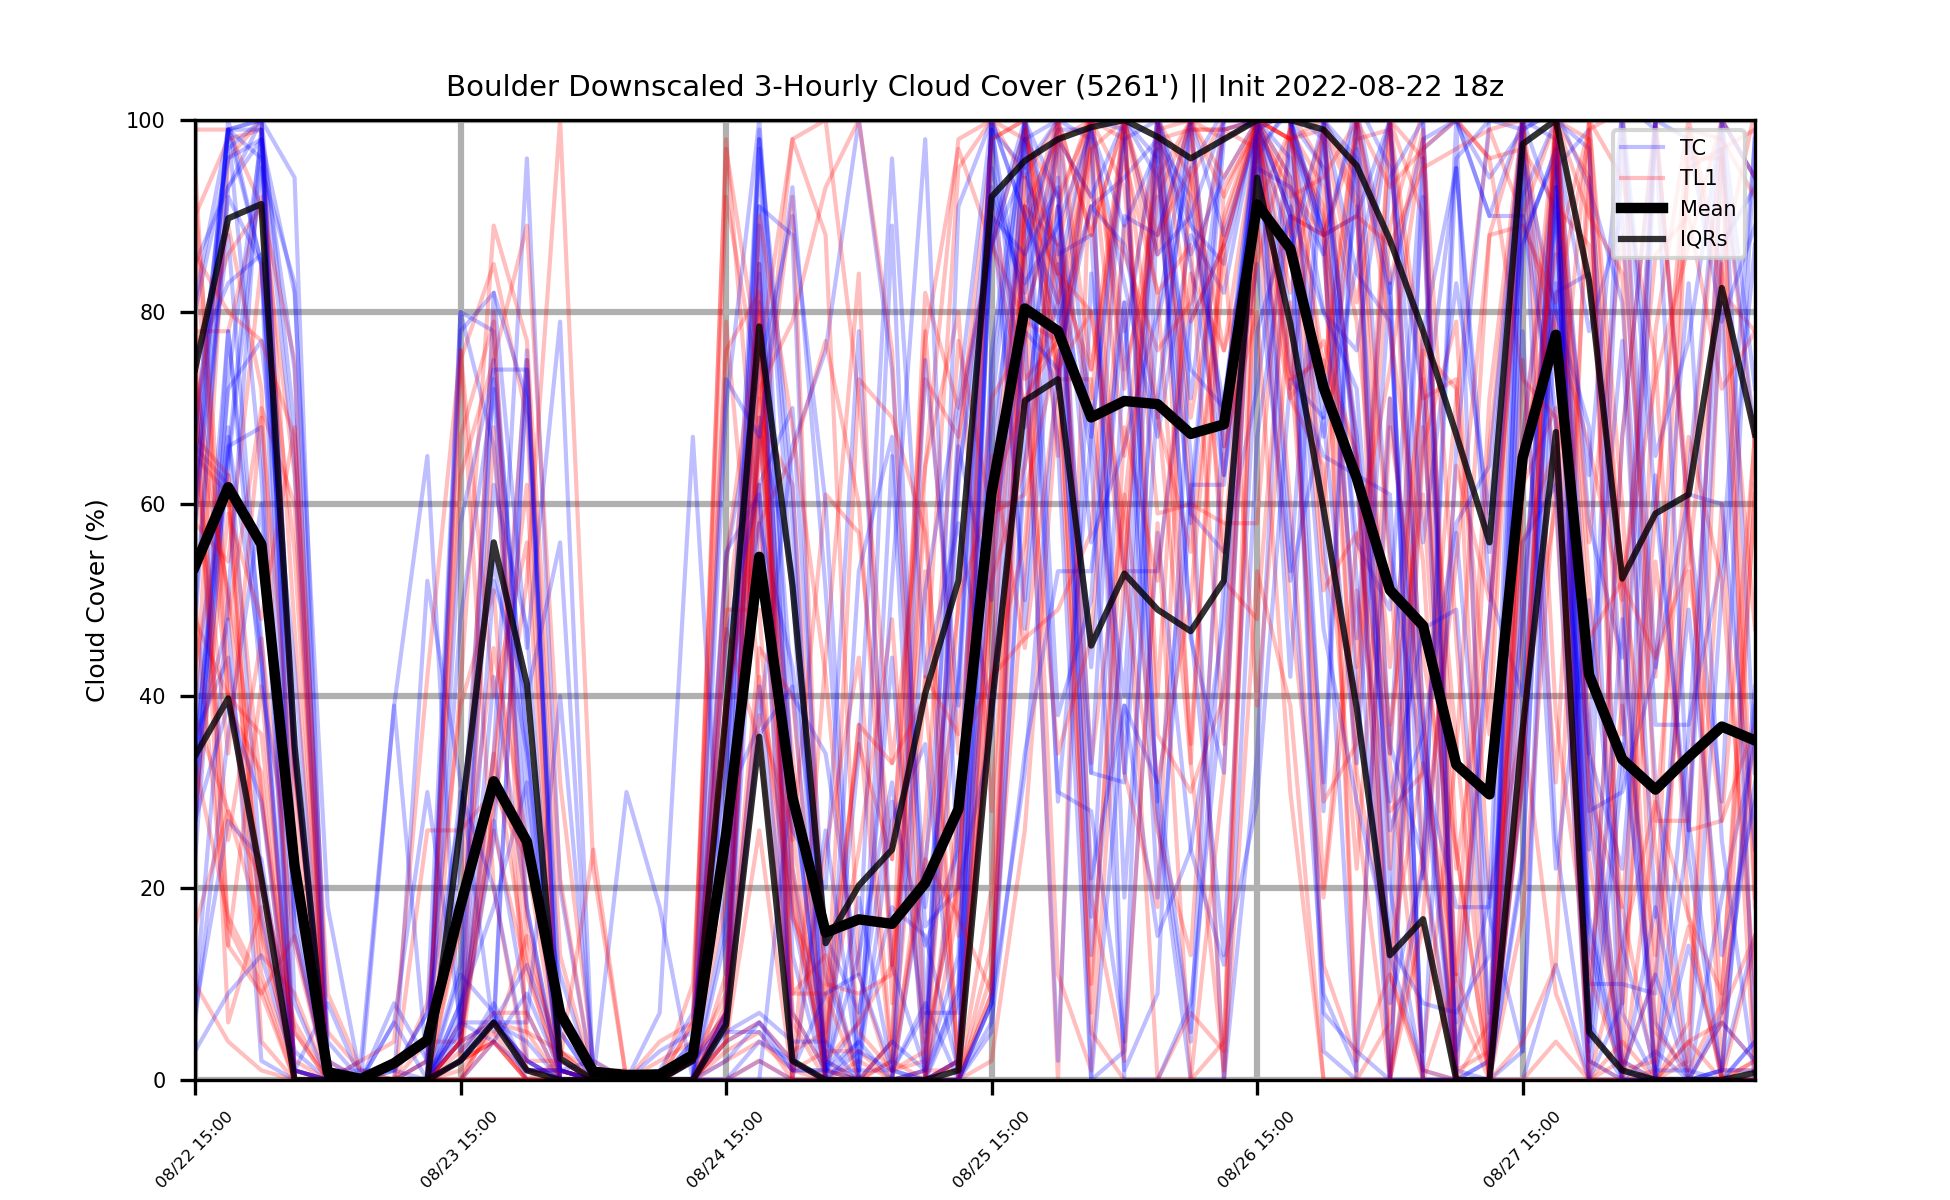 Boulder Downscaled 3-Hourly Cloud Cover (5261') || Init 2022-08-22 18z
100
80
60
40
20
0
Cloud Cover (%)
TC
TL1
Mean
IQRs
08/22 15:00
08/23 15:00
08/24 15:00
08/25 15:00
08/26 15:00
08/27 15:00